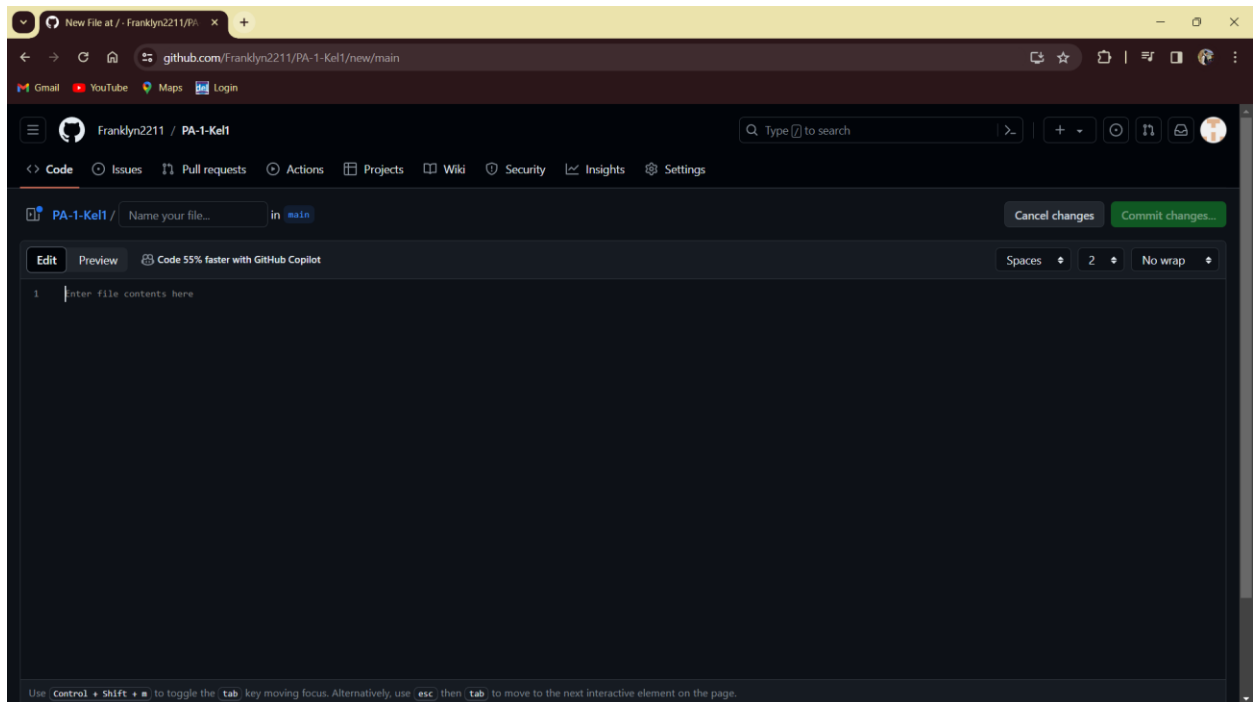 New File at / · Franklyn2211/PA
github.com/Franklyn2211/PA-1-Kel1/new/main
Gmail YouTube Maps del Login
Franklyn2211 / PA-1-Kel1 Type / to search
Code Issues Pull requests Actions Projects Wiki Security Insights Settings
PA-1-Kel1 / Name your file... in main Cancel changes Commit changes...
Edit Preview Code 55% faster with GitHub Copilot Spaces 2 No wrap
1 Enter file contents here
Use Control + Shift + m to toggle the tab key moving focus. Alternatively, use esc then tab to move to the next interactive element on the page.